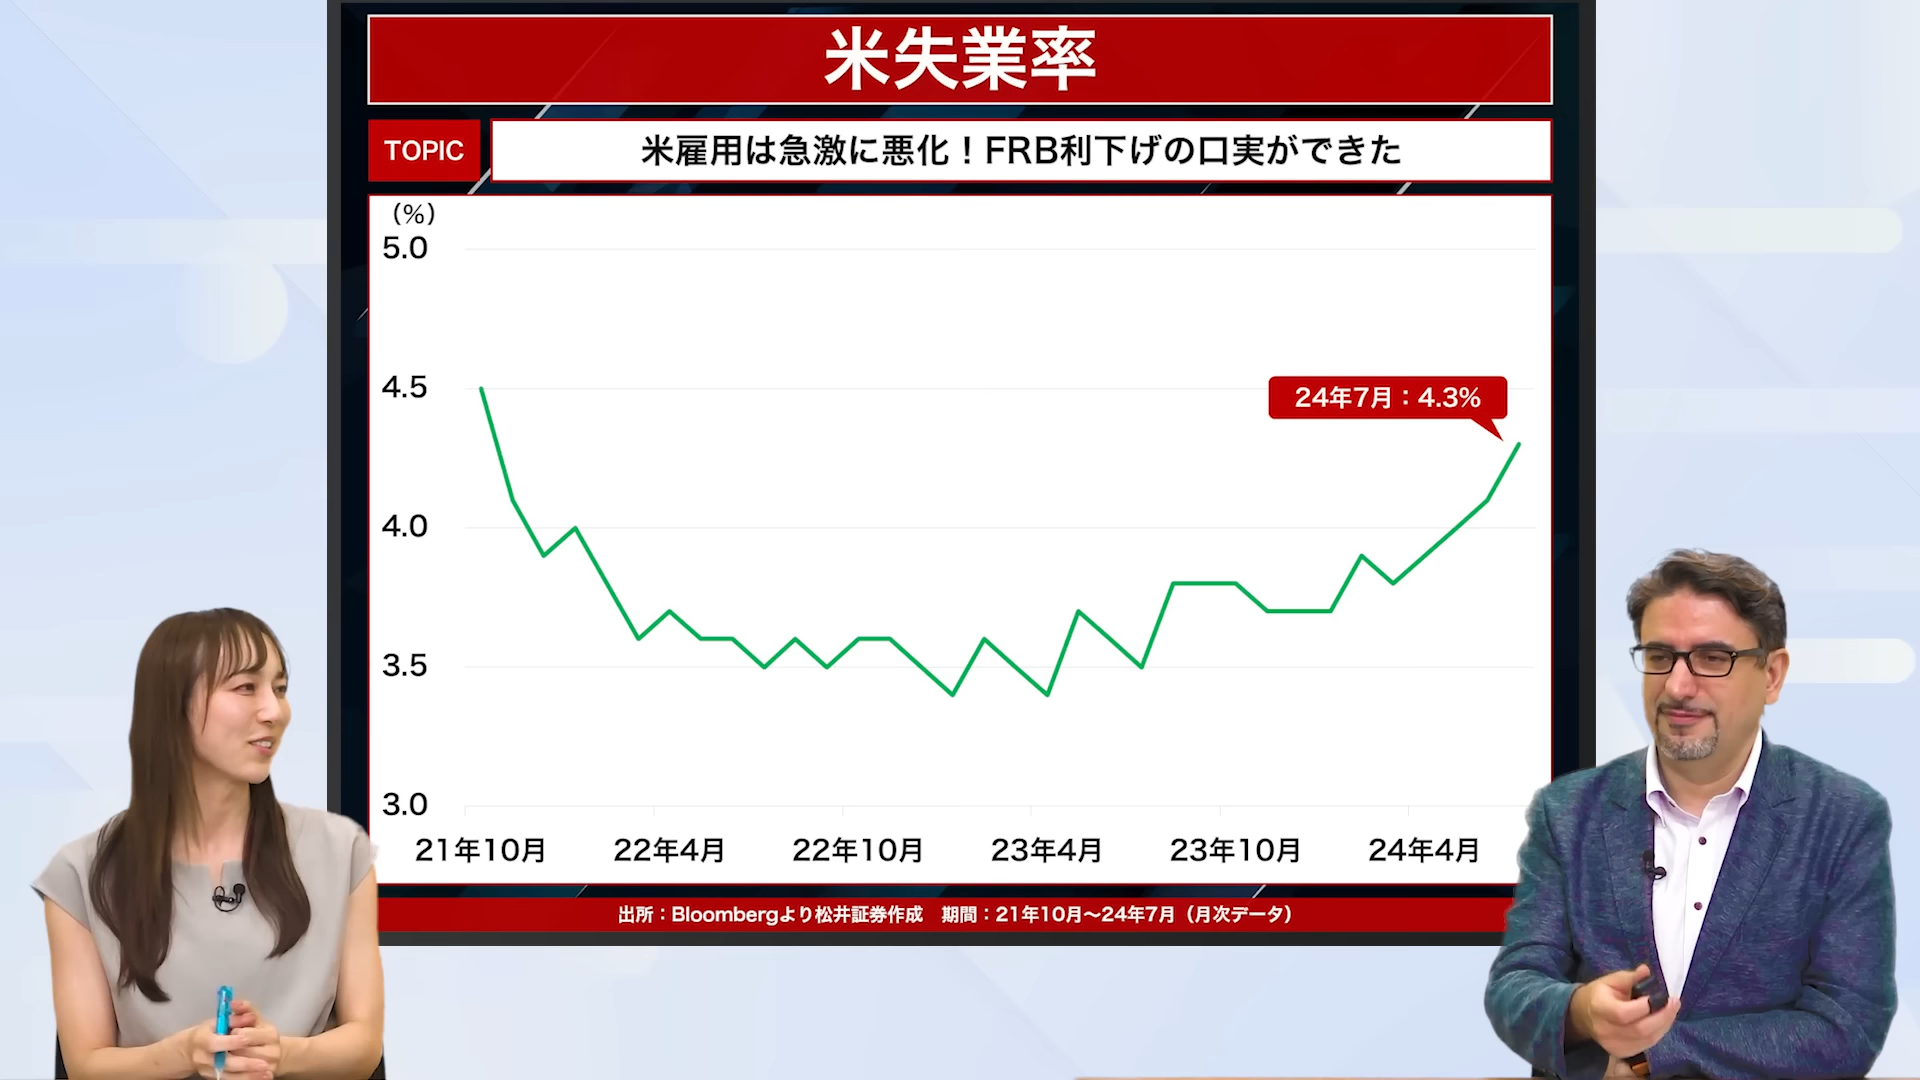 米失業率
TOPIC
米雇用は急激に悪化！FRB利下げの口実ができた
(%)
5.0
4.5
24年7月：4.3%
4.0
3.5
3.0
21年10月 22年4月 22年10月 23年4月 23年10月 24年4月
出所：Bloombergより松井証券作成 期間：21年10月～24年7月（月次データ）